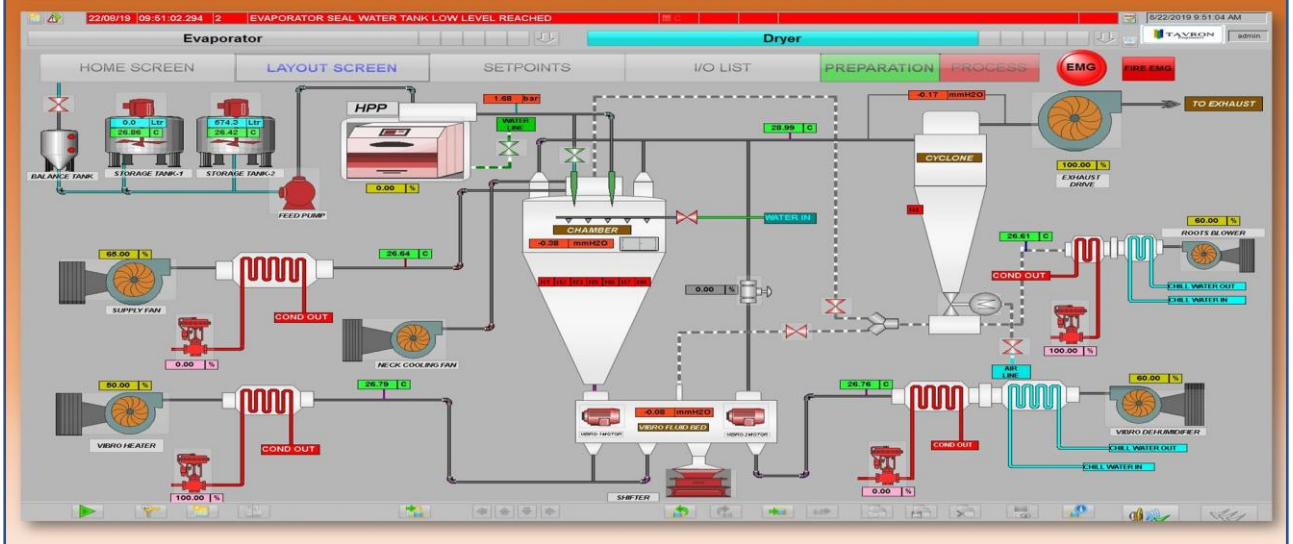 22/08/19 09:51:02.294 2 EVAPORATOR SEAL WATER TANK LOW LEVEL REACHED
8/22/2019 9:51:04 AM
Evaporator
Dryer
TAVRON
admin
HOME SCREEN
LAYOUT SCREEN
SETPOINTS
I/O LIST
PREPARATION
PROCESS
EMG
FIRE EMG
HPP
1.68 bar
WATER LINE
-0.17 mmH2O
TO EXHAUST
0.0 Ltr
26.86 C
574.3 Ltr
26.42 C
28.99 C
BALANCE TANK
STORAGE TANK-1
STORAGE TANK-2
FEED PUMP
0.00 %
CYCLONE
100.00 %
EXHAUST DRIVE
CHAMBER
-0.38 mmH2O
WATER IN
65.00 %
26.64 C
SUPPLY FAN
COND OUT
0.00 %
NECK COOLING FAN
0.00 %
26.61 C
60.00 %
ROOTS BLOWER
COND OUT
CHILL WATER OUT
CHILL WATER IN
100.00 %
AIR LINE
50.00 %
26.79 C
VIBRO HEATER
COND OUT
100.00 %
-0.08 mmH2O
VIBRO 1MOTOR
VIBRO FLUID BED
VIBRO 2MOTOR
SHIFTER
26.76 C
60.00 %
VIBRO DEHUMIDIFIER
COND OUT
CHILL WATER OUT
CHILL WATER IN
0.00 %